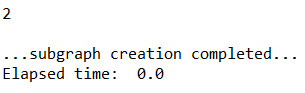 2
...subgraph creation completed...
Elapsed time:  0.0